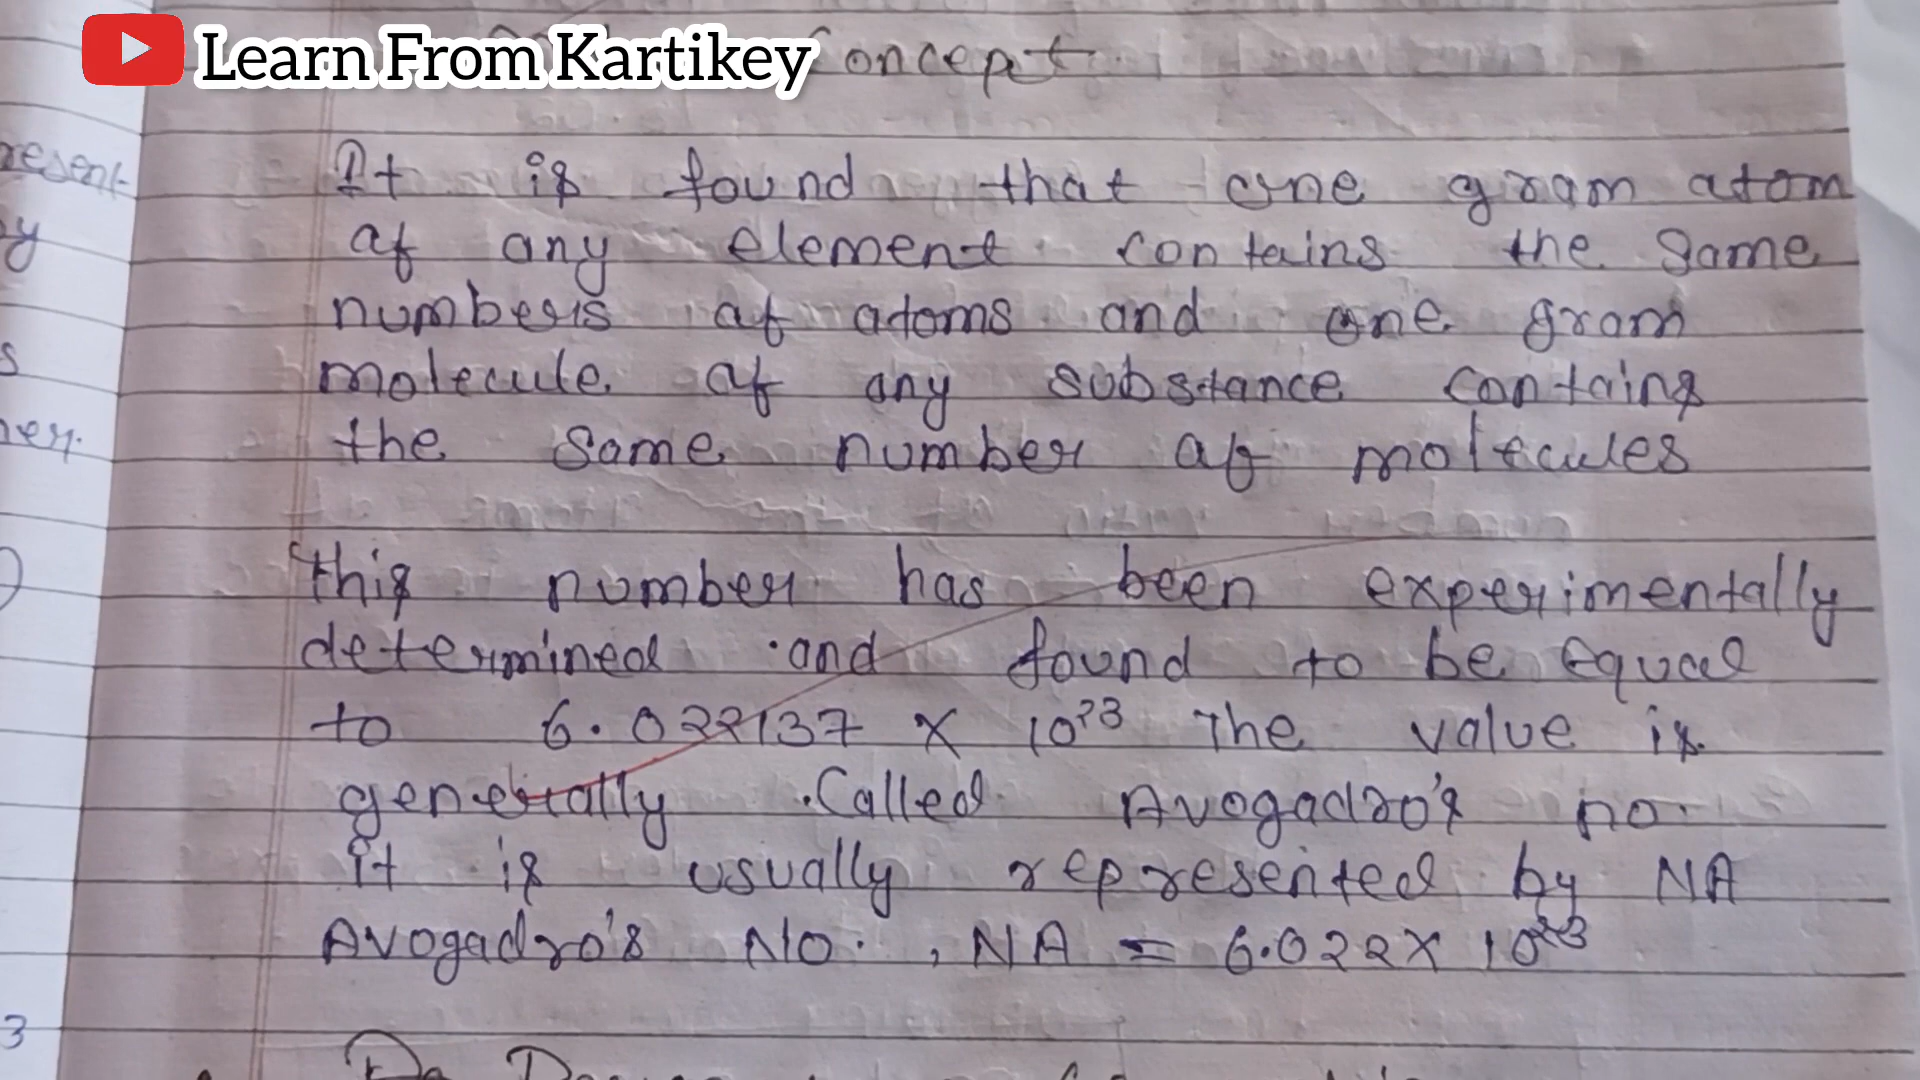 Learn From Kartikey
Concept
resent
It is found that one gram atom
y
of any element contains the same
numbers of atoms and one gram
s
molecule of any substance contains
the same number of molecules
this number has been experimentally
determined and found to be equal
to 6.022137 × 10²³ The value is
generally Called Avogadro's no.
it is usually represented by NA
Avogadro's No. , NA = 6.022× 10²³
3